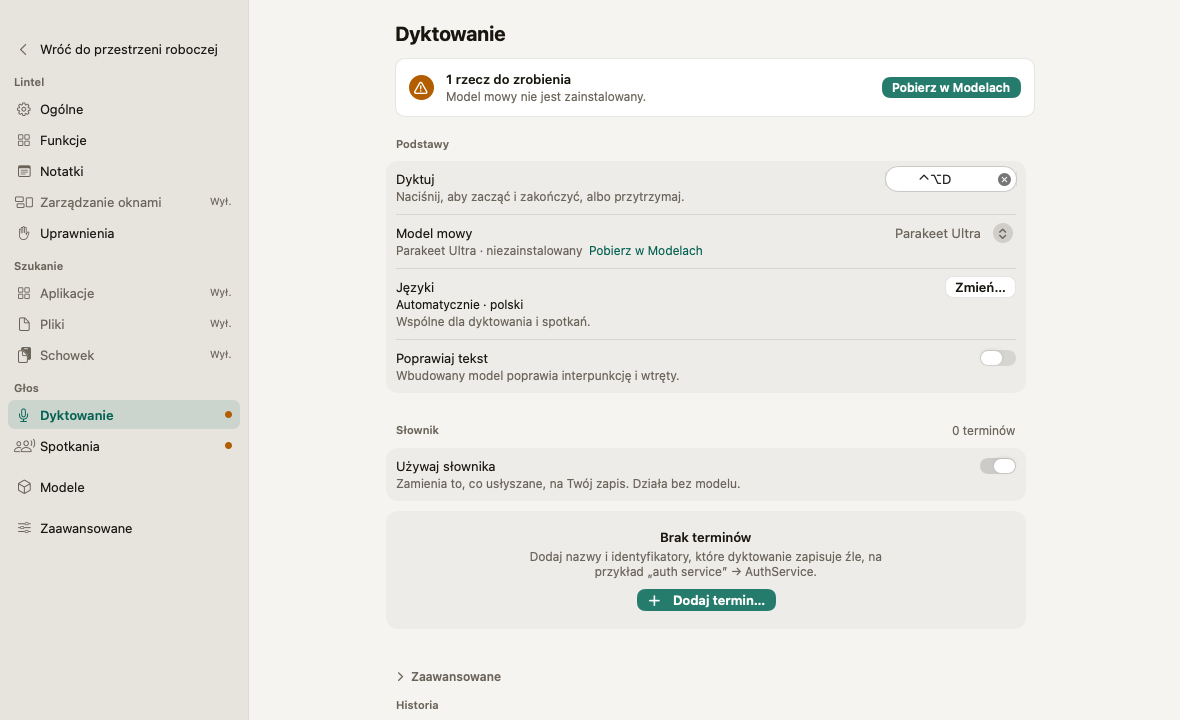 Wróć do przestrzeni roboczej
Lintel
Ogólne
Funkcje
Notatki
Zarządzanie oknami Wył.
Uprawnienia
Szukanie
Aplikacje Wył.
Pliki Wył.
Schowek Wył.
Głos
Dyktowanie
Spotkania
Modele
Zaawansowane
Dyktowanie
1 rzecz do zrobienia
Model mowy nie jest zainstalowany.
Pobierz w Modelach
Podstawy
Dyktuj
Naciśnij, aby zacząć i zakończyć, albo przytrzymaj.
⌃⌥D
Model mowy
Parakeet Ultra · niezainstalowany Pobierz w Modelach
Parakeet Ultra
Języki
Automatycznie · polski
Wspólne dla dyktowania i spotkań.
Zmień...
Poprawiaj tekst
Wbudowany model poprawia interpunkcję i wtręty.
Słownik 0 terminów
Używaj słownika
Zamienia to, co usłyszane, na Twój zapis. Działa bez modelu.
Brak terminów
Dodaj nazwy i identyfikatory, które dyktowanie zapisuje źle, na
przykład „auth service” → AuthService.
+ Dodaj termin...
Zaawansowane
Historia